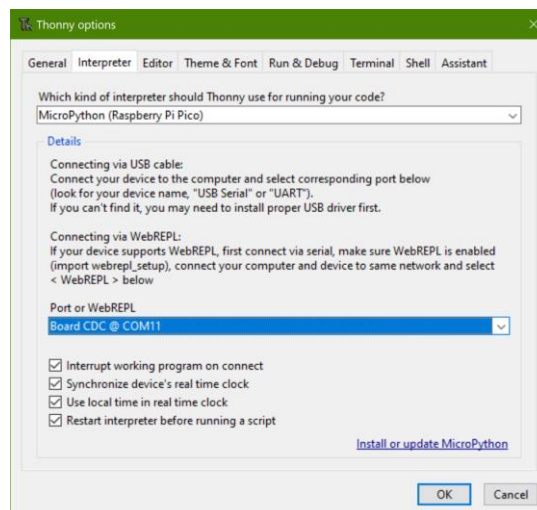 Thonny options
General Interpreter Editor Theme & Font Run & Debug Terminal Shell Assistant
Which kind of interpreter should Thonny use for running your code?
MicroPython (Raspberry Pi Pico)
Details
Connecting via USB cable:
Connect your device to the computer and select corresponding port below
(look for your device name, "USB Serial" or "UART").
If you can't find it, you may need to install proper USB driver first.
Connecting via WebREPL:
If your device supports WebREPL, first connect via serial, make sure WebREPL is enabled
(import webrepl_setup), connect your computer and device to same network and select
< WebREPL > below
Port or WebREPL
Board CDC @ COM11
Interrupt working program on connect
Synchronize device's real time clock
Use local time in real time clock
Restart interpreter before running a script
Install or update MicroPython
OK Cancel